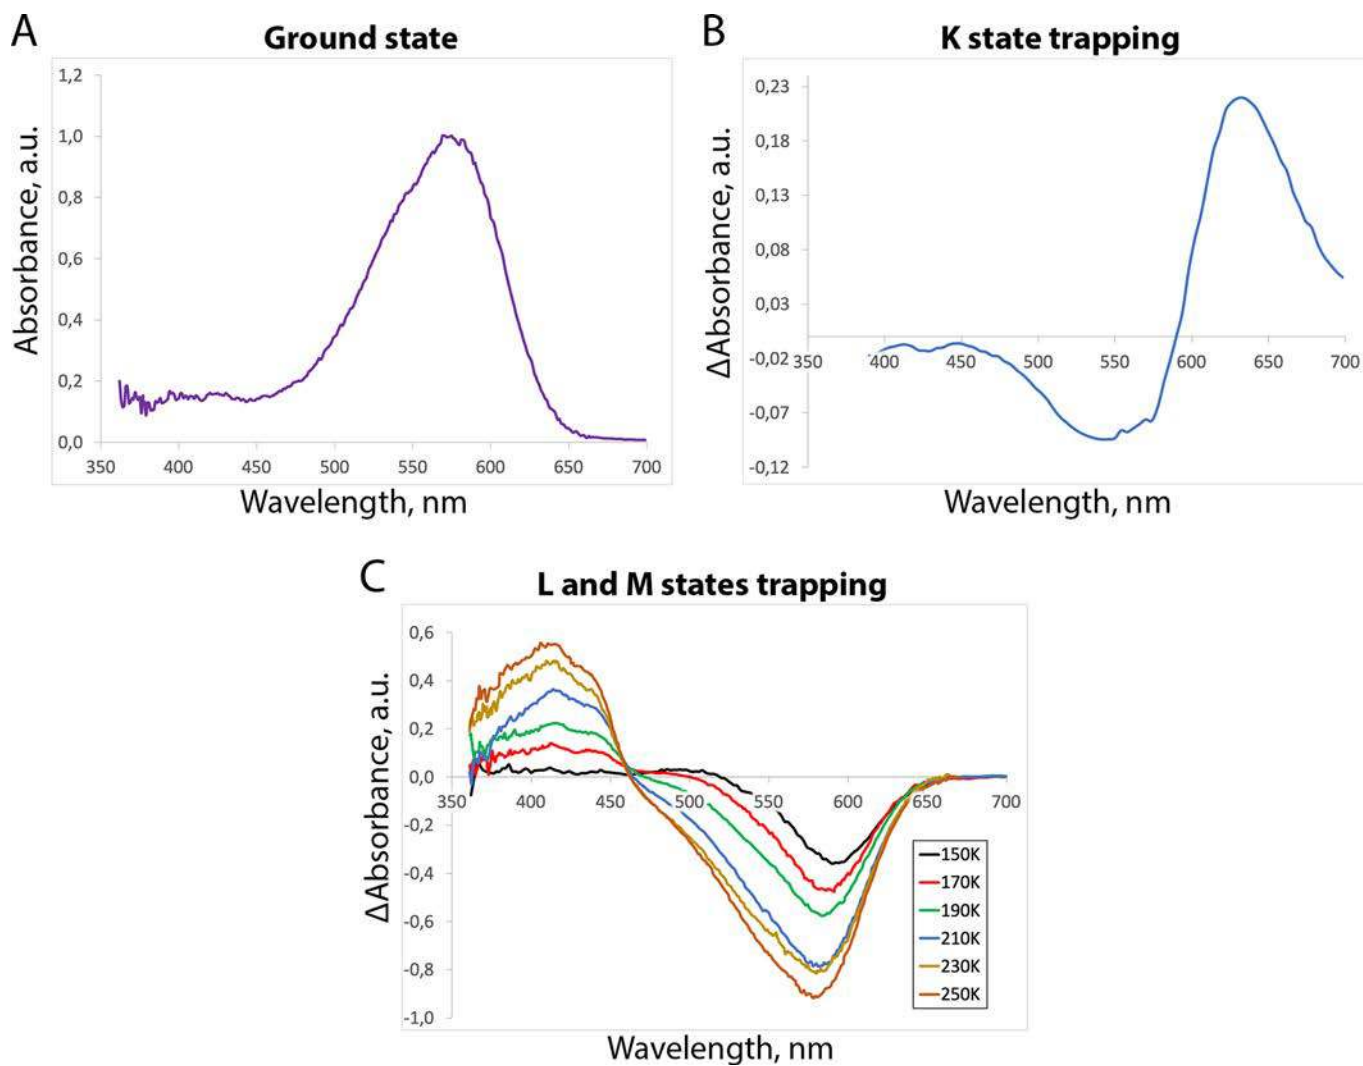 A
Ground state
1,2
1,0
0,8
0,6
0,4
0,2
0,0
350 400 450 500 550 600 650 700
Absorbance, a.u.
Wavelength, nm
B
K state trapping
0,23
0,18
0,13
0,08
0,03
-0,02
-0,07
-0,12
350 400 450 500 550 600 650 700
ΔAbsorbance, a.u.
Wavelength, nm
C
L and M states trapping
0,6
0,4
0,2
0,0
-0,2
-0,4
-0,6
-0,8
-1,0
350 400 450 500 550 600 650 700
ΔAbsorbance, a.u.
150K
170K
190K
210K
230K
250K
Wavelength, nm